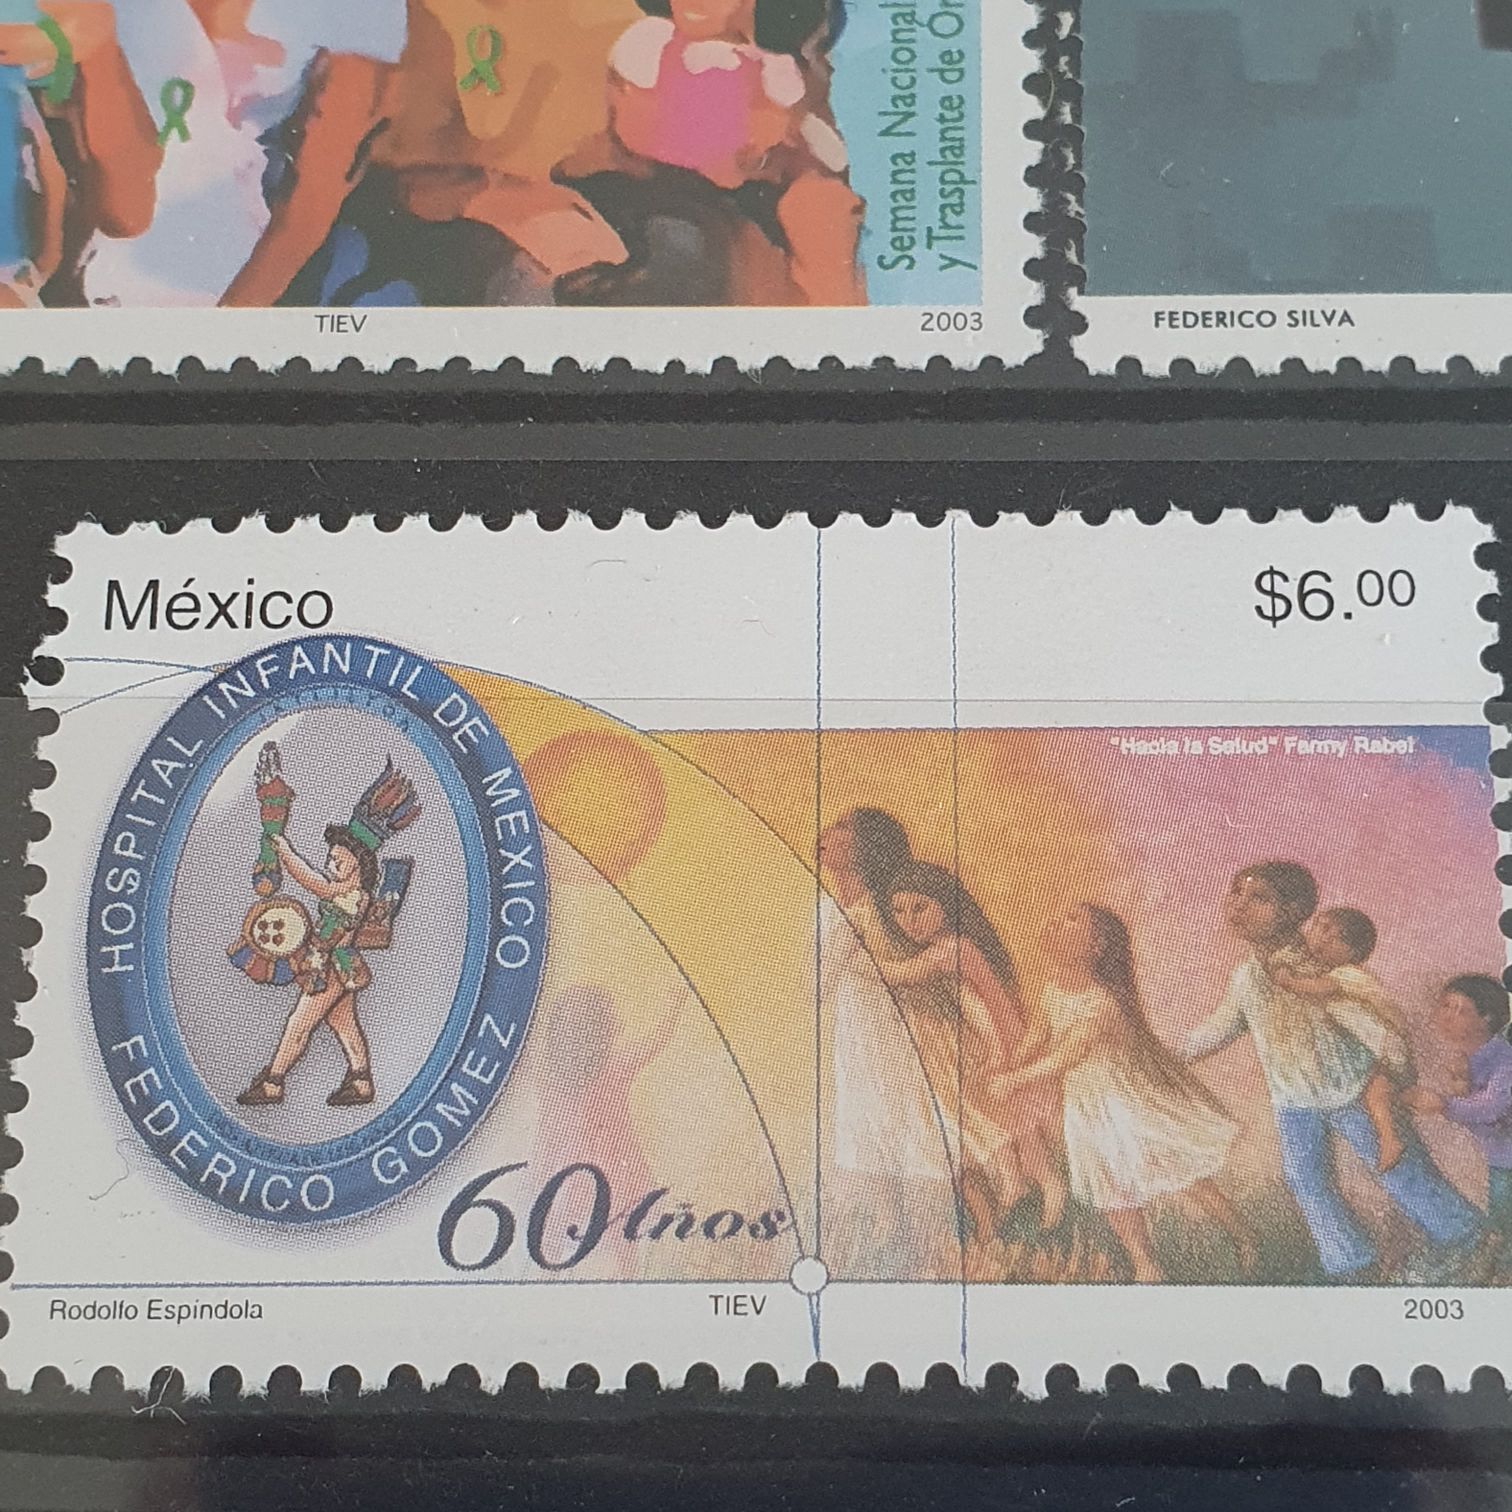 Semana Nacional
y Trasplante de Ór
TIEV
2003
FEDERICO SILVA
México
$6.00
HOSPITAL INFANTIL DE MEXICO
FEDERICO GOMEZ
"Hacia la Salud" Fanny Rabel
60 Años
Rodolfo Espíndola
TIEV
2003